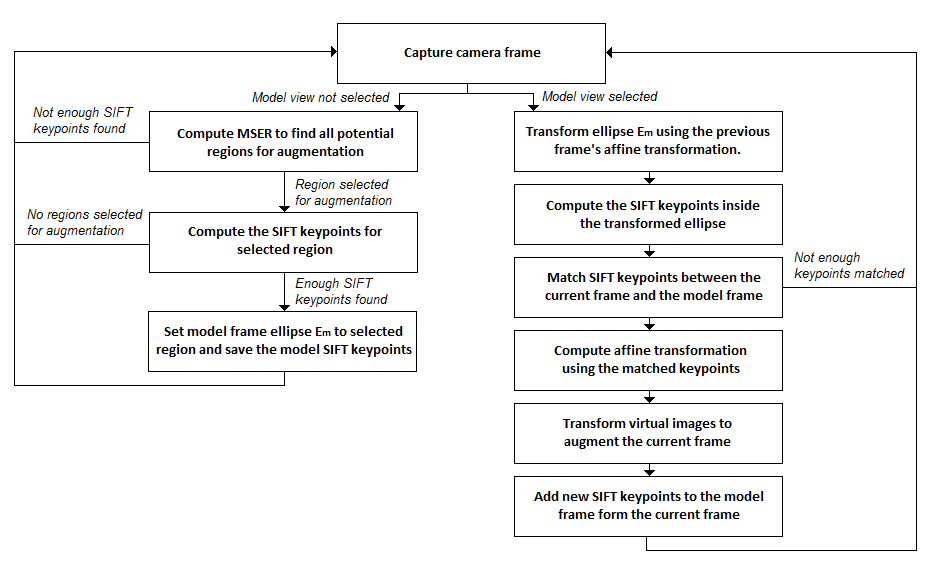 Capture camera frame
Model view not selected
Model view selected
Not enough SIFT
keypoints found
Compute MSER to find all potential
regions for augmentation
Region selected
for augmentation
No regions selected
for augmentation
Compute the SIFT keypoints for
selected region
Enough SIFT
keypoints found
Set model frame ellipse Em to selected
region and save the model SIFT keypoints
Transform ellipse Em using the previous
frame's affine transformation.
Compute the SIFT keypoints inside
the transformed ellipse
Match SIFT keypoints between the
current frame and the model frame
Not enough
keypoints matched
Compute affine transformation
using the matched keypoints
Transform virtual images to
augment the current frame
Add new SIFT keypoints to the model
frame form the current frame